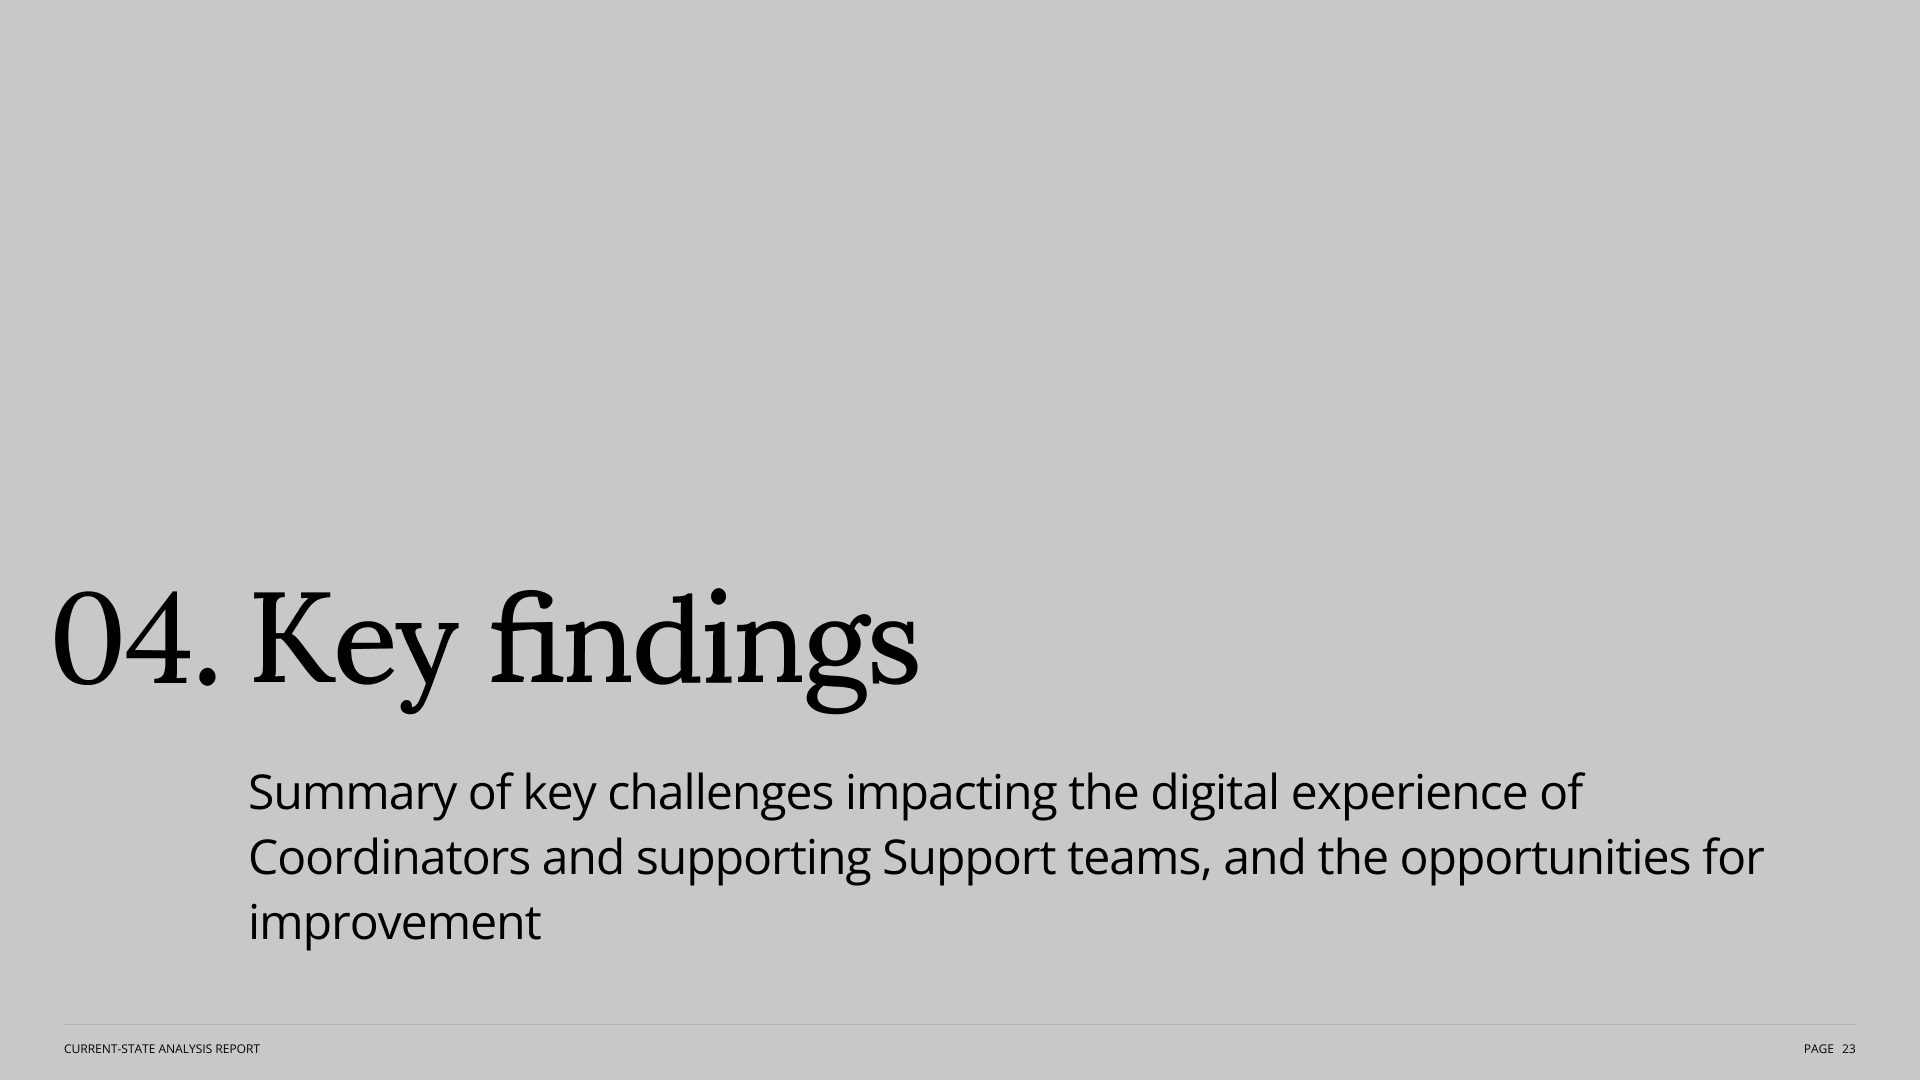 04. Key findings
Summary of key challenges impacting the digital experience of
Coordinators and supporting Support teams, and the opportunities for
improvement
CURRENT-STATE ANALYSIS REPORT
PAGE 23